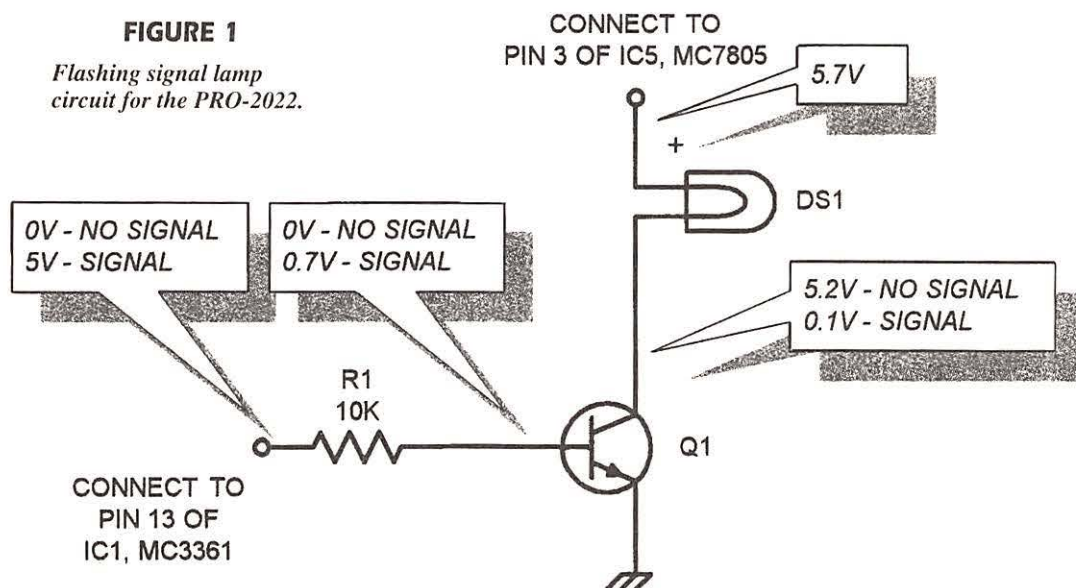 FIGURE 1
Flashing signal lamp
circuit for the PRO-2022.
CONNECT TO
PIN 3 OF IC5, MC7805
5.7V
+
DS1
0V - NO SIGNAL
5V - SIGNAL
0V - NO SIGNAL
0.7V - SIGNAL
5.2V - NO SIGNAL
0.1V - SIGNAL
R1
10K
Q1
CONNECT TO
PIN 13 OF
IC1, MC3361